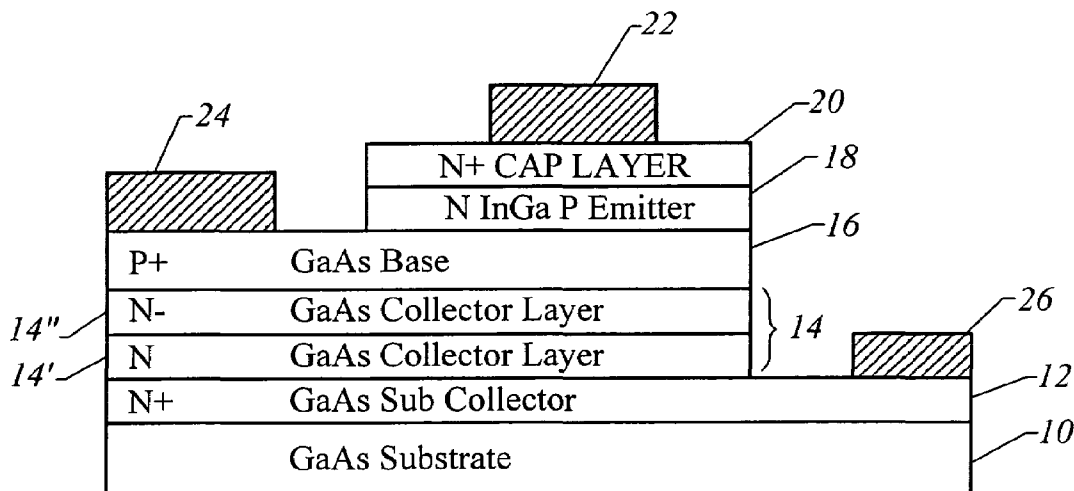 22
24
20
N+ CAP LAYER
18
N InGa P Emitter
16
P+ GaAs Base
14" N- GaAs Collector Layer
14
26
14' N GaAs Collector Layer
12
N+ GaAs Sub Collector
10
GaAs Substrate